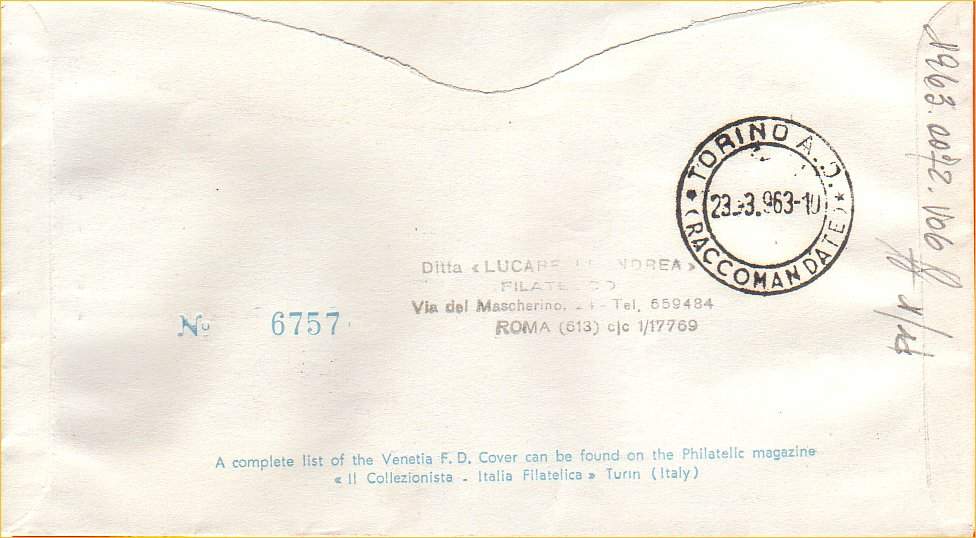 TORINO A.D.
23.-3.963-10
(RACCOMANDATE)
Ditta « »
Via del Mascherino, - Tel. 659484
ROMA (613) c|c 1/17769
Nº 6757
A complete list of the Venetia F. D. Cover can be found on the Philatelic magazine
« Il Collezionista - Italia Filatelica » Turin (Italy)
1963.